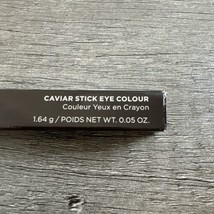 CAVIAR STICK EYE COLOUR
Couleur Yeux en Crayon
1.64 g / POIDS NET WT. 0.05 OZ.